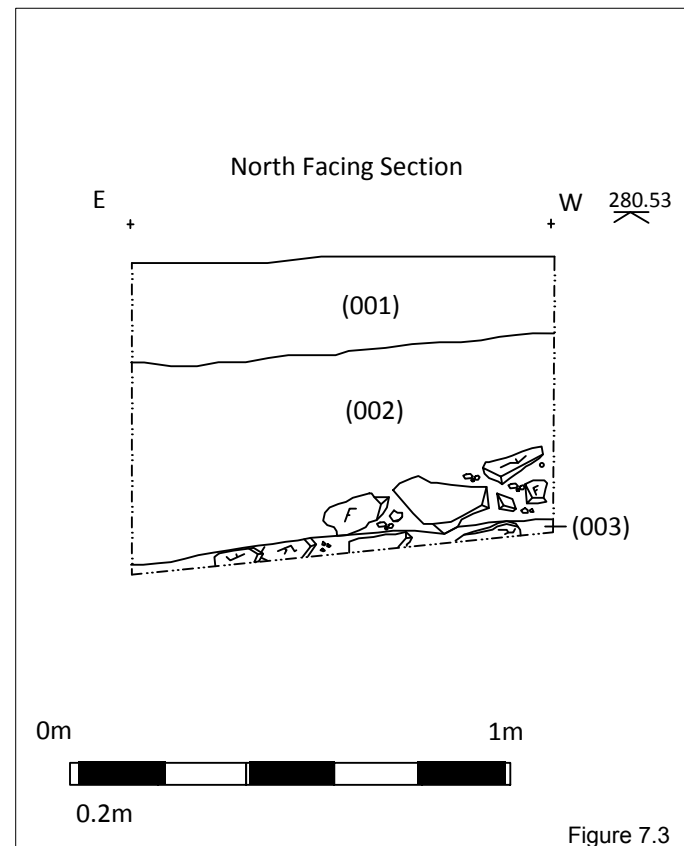 North Facing Section
E
W
280.53
(001)
(002)
F
F
(003)
0m
1m
0.2m
Figure 7.3